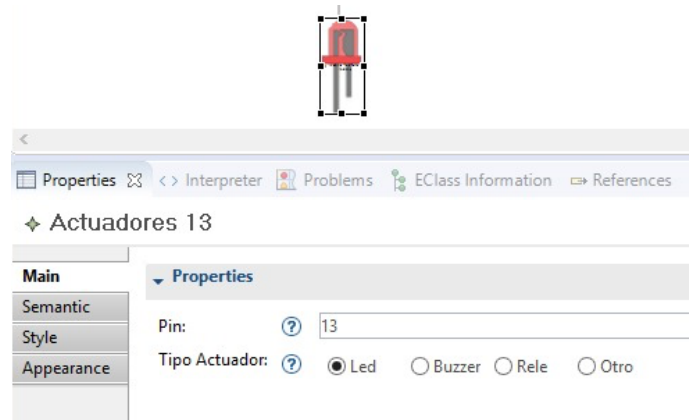 Properties Interpreter Problems EClass Information References
Actuadores 13
Main
Properties
Semantic
Style
Pin: 13
Appearance
Tipo Actuador: Led Buzzer Rele Otro